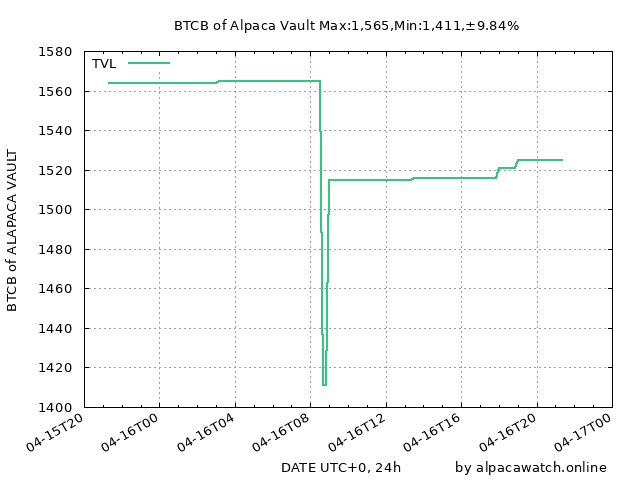 BTCB of Alpaca Vault Max:1,565,Min:1,411,±9.84%
TVL
BTCB of ALAPACA VAULT
1580
1560
1540
1520
1500
1480
1460
1440
1420
1400
04-15T20
04-16T00
04-16T04
04-16T08
04-16T12
04-16T16
04-16T20
04-17T00
DATE UTC+0, 24h
by alpacawatch.online